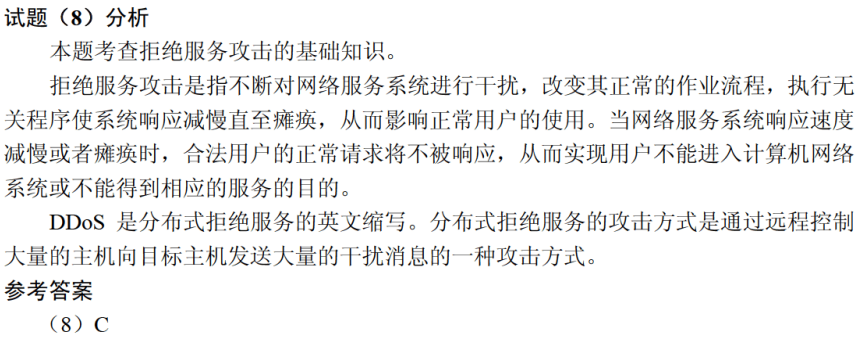 试题（8）分析
本题考查拒绝服务攻击的基础知识。
拒绝服务攻击是指不断对网络服务系统进行干扰，改变其正常的作业流程，执行无
关程序使系统响应减慢直至瘫痪，从而影响正常用户的使用。当网络服务系统响应速度
减慢或者瘫痪时，合法用户的正常请求将不被响应，从而实现用户不能进入计算机网络
系统或不能得到相应的服务的目的。
DDoS 是分布式拒绝服务的英文缩写。分布式拒绝服务的攻击方式是通过远程控制
大量的主机向目标主机发送大量的干扰消息的一种攻击方式。
参考答案
（8）C